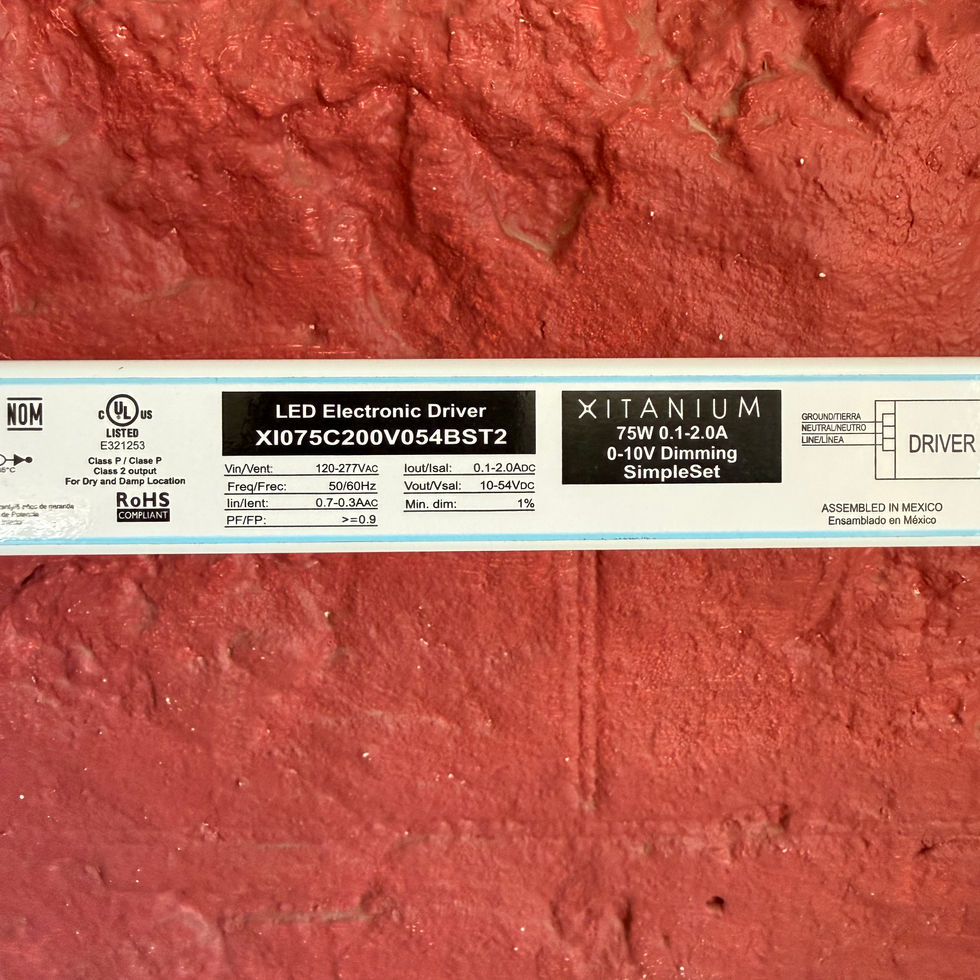 NOM
C UL US
LISTED
E321253
Class P / Clase P
Class 2 output
For Dry and Damp Location
RoHS
COMPLIANT
de Potencia
LED Electronic Driver
XI075C200V054BST2
Vin/Vent: 120-277VAC
Freq/Frec: 50/60Hz
Iin/Ient: 0.7-0.3AAC
PF/FP: >=0.9
Iout/Isal: 0.1-2.0ADC
Vout/Vsal: 10-54VDC
Min. dim: 1%
XITANIUM
75W 0.1-2.0A
0-10V Dimming
SimpleSet
GROUND/TIERRA
NEUTRAL/NEUTRO
LINE/LÍNEA
DRIVER
ASSEMBLED IN MEXICO
Ensamblado en México